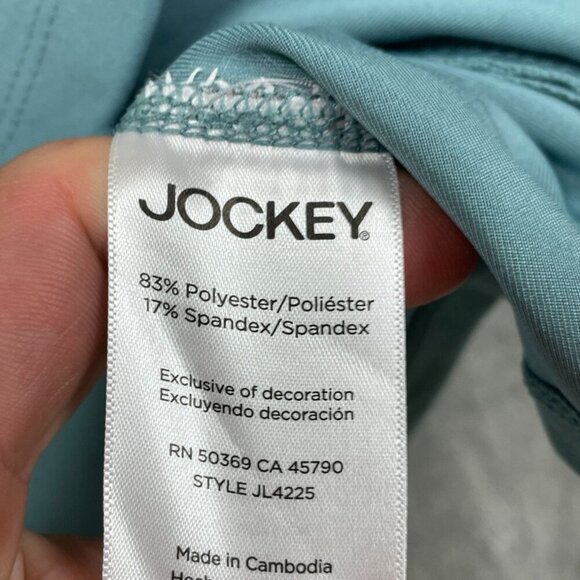 JOCKEY®
83% Polyester/Poliéster
17% Spandex/Spandex
Exclusive of decoration
Excluyendo decoración
RN 50369 CA 45790
STYLE JL4225
Made in Cambodia